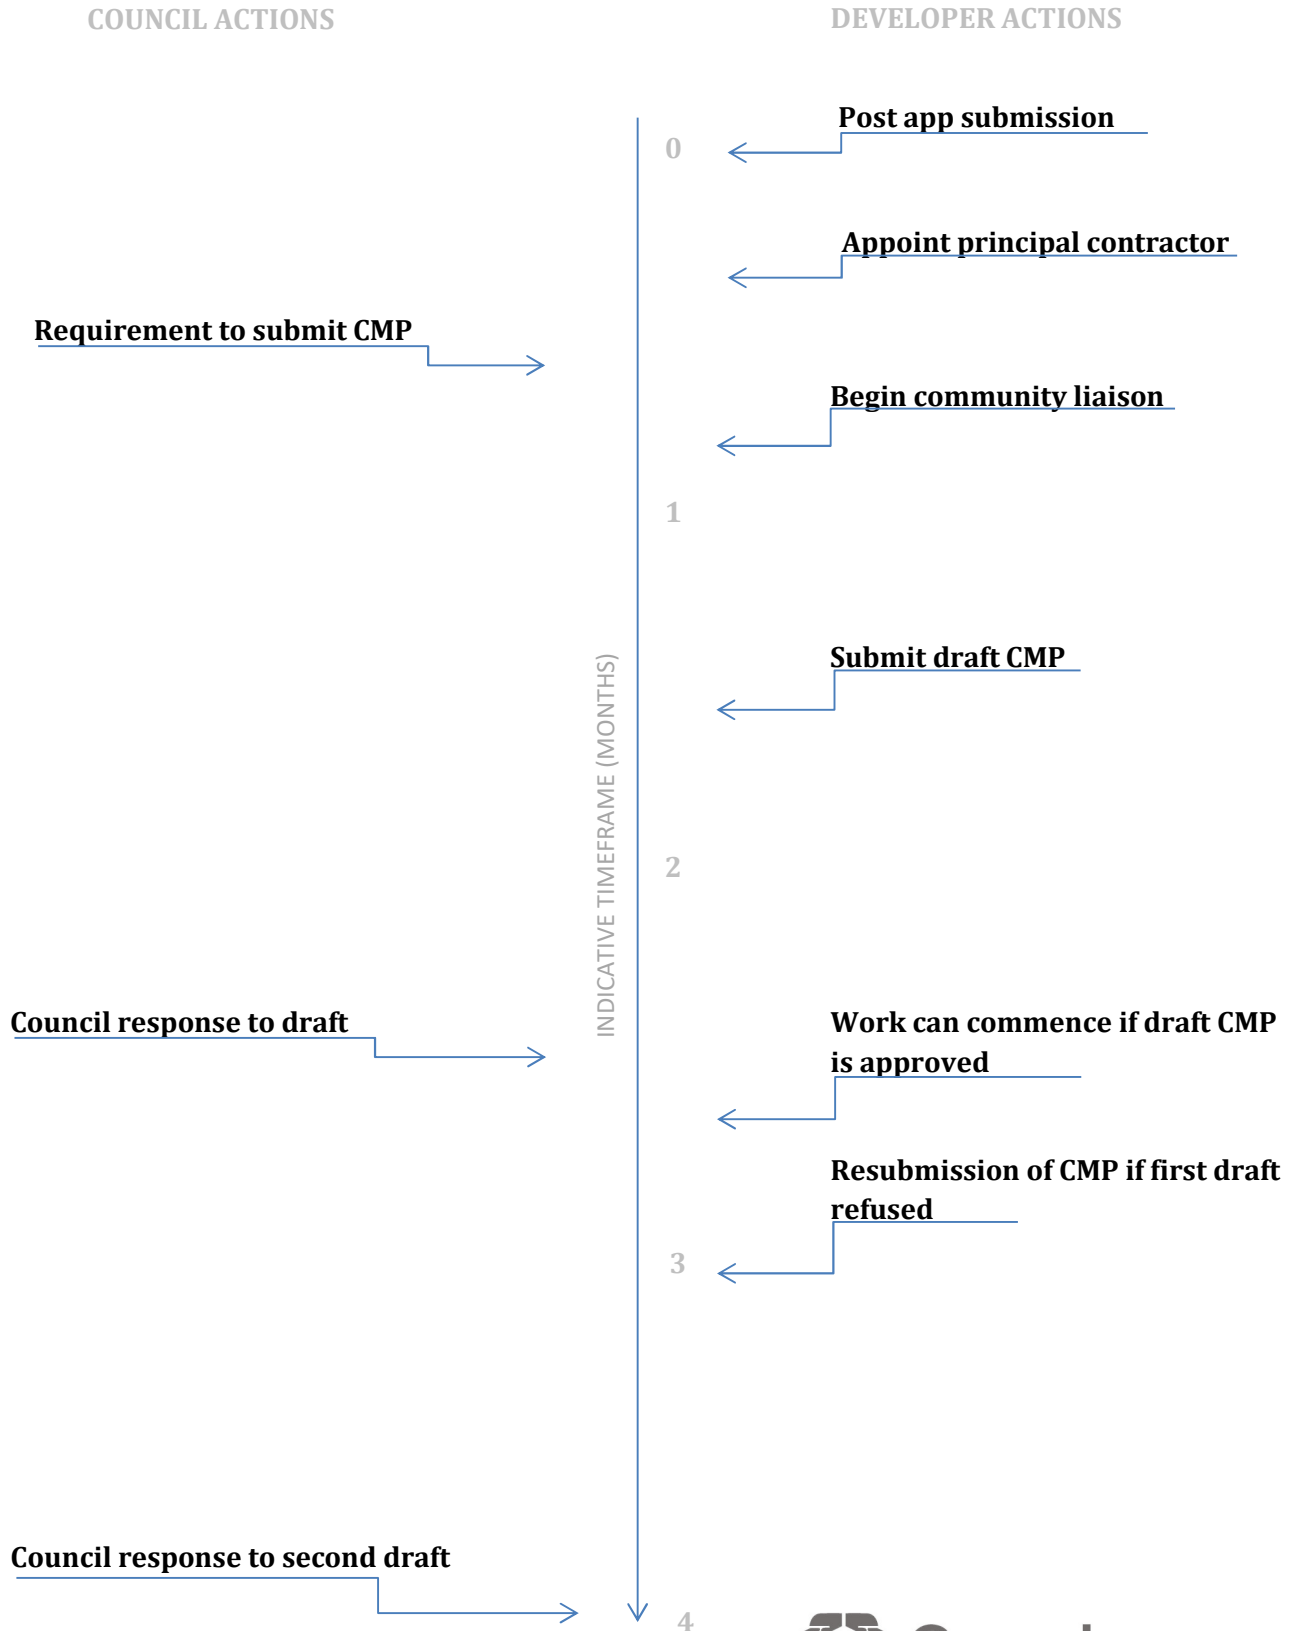 COUNCIL ACTIONS
DEVELOPER ACTIONS
Post app submission
0
Appoint principal contractor
Requirement to submit CMP
Begin community liaison
1
Submit draft CMP
INDICATIVE TIMEFRAME (MONTHS)
2
Council response to draft
Work can commence if draft CMP
is approved
Resubmission of CMP if first draft
refused
3
Council response to second draft
4